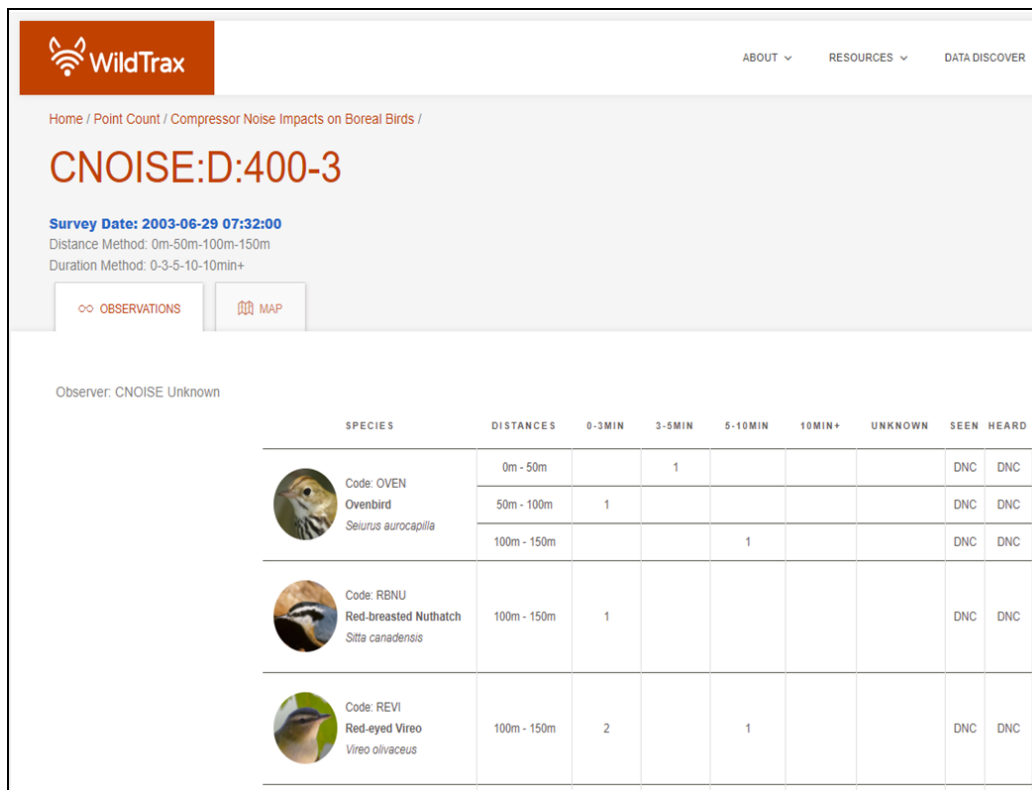 WildTrax
ABOUT RESOURCES DATA DISCOVER
Home / Point Count / Compressor Noise Impacts on Boreal Birds /
CNOISE:D:400-3
Survey Date: 2003-06-29 07:32:00
Distance Method: 0m-50m-100m-150m
Duration Method: 0-3-5-10-10min+
OBSERVATIONS MAP
Observer: CNOISE Unknown
SPECIES DISTANCES 0-3MIN 3-5MIN 5-10MIN 10MIN+ UNKNOWN SEEN HEARD
Code: OVEN
Ovenbird
Seiurus aurocapilla
0m - 50m 1 DNC DNC
50m - 100m 1 DNC DNC
100m - 150m 1 DNC DNC
Code: RBNU
Red-breasted Nuthatch
Sitta canadensis
100m - 150m 1 DNC DNC
Code: REVI
Red-eyed Vireo
Vireo olivaceus
100m - 150m 2 1 DNC DNC